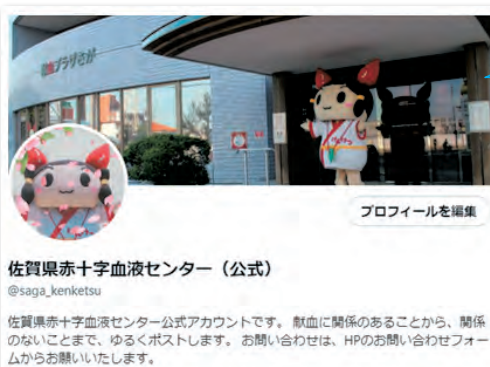 献血プラザさが
けんけつ
プロフィールを編集
佐賀県赤十字血液センター（公式）
@saga_kenketsu
佐賀県赤十字血液センター公式アカウントです。 献血に関係のあることから、関係
のないことまで、ゆるくポストします。 お問い合わせは、HPのお問い合わせフォー
ムからお願いいたします。